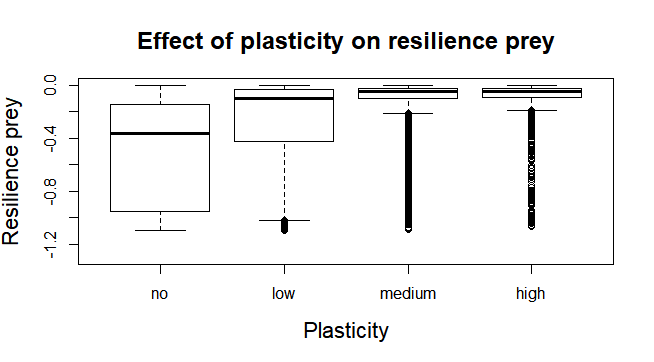 Effect of plasticity on resilience prey
Resilience prey
0.0
-0.4
-0.8
-1.2
no low medium high
Plasticity